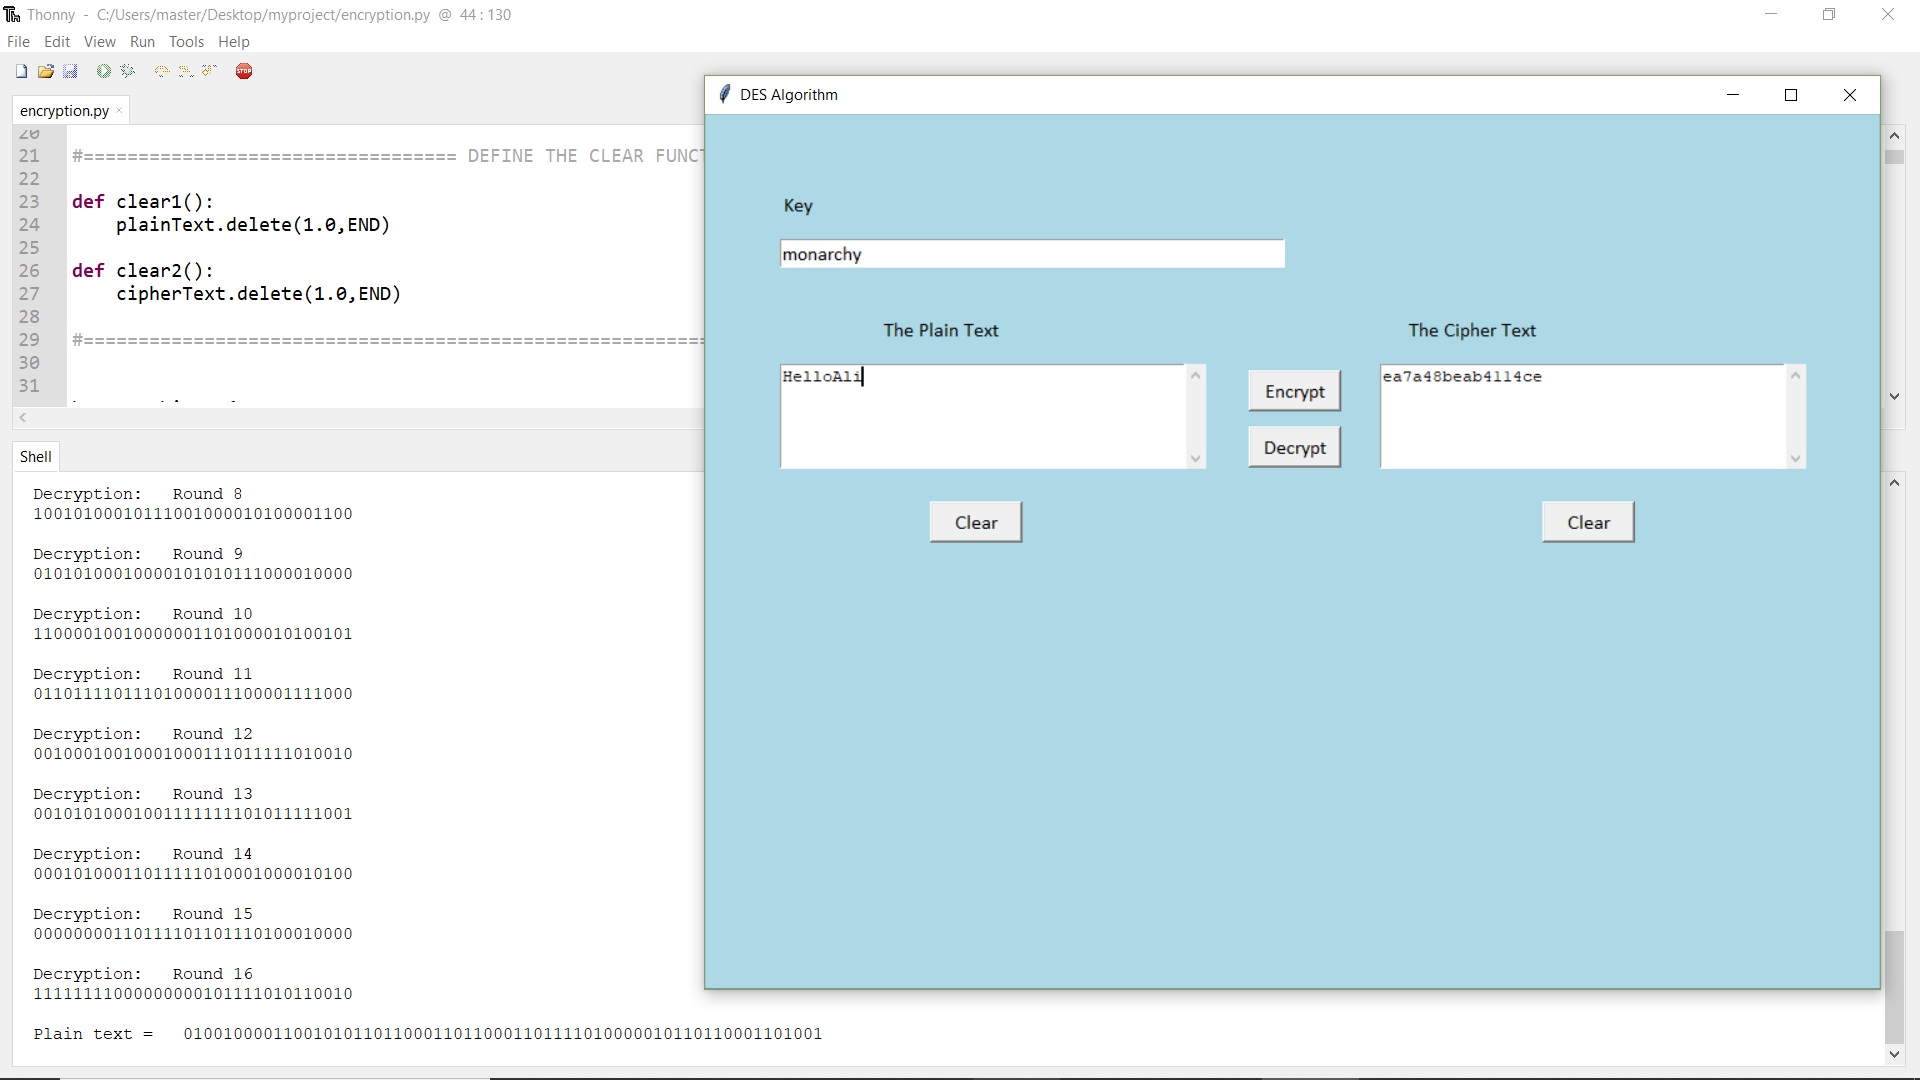 Thonny - C:/Users/master/Desktop/myproject/encryption.py @ 44 : 130
File Edit View Run Tools Help
STOP
encryption.py ×
20
21 #================================== DEFINE THE CLEAR FUNCT
22
23 def clear1():
24 plainText.delete(1.0,END)
25
26 def clear2():
27 cipherText.delete(1.0,END)
28
29 #=========================================================
30
31
DES Algorithm
Key
monarchy
The Plain Text
The Cipher Text
HelloAli
ea7a48beab4114ce
Encrypt
Decrypt
Clear
Clear
Shell
Decryption: Round 8
10010100010111001000010100001100
Decryption: Round 9
01010100010000101010111000010000
Decryption: Round 10
11000010010000001101000010100101
Decryption: Round 11
01101111011101000011100001111000
Decryption: Round 12
00100010010001000111011111010010
Decryption: Round 13
00101010001001111111101011111001
Decryption: Round 14
00010100011011111010001000010100
Decryption: Round 15
00000000110111101101110100010000
Decryption: Round 16
11111111000000000101111010110010
Plain text = 0100100001100101011011000110110001101111010000010110110001101001